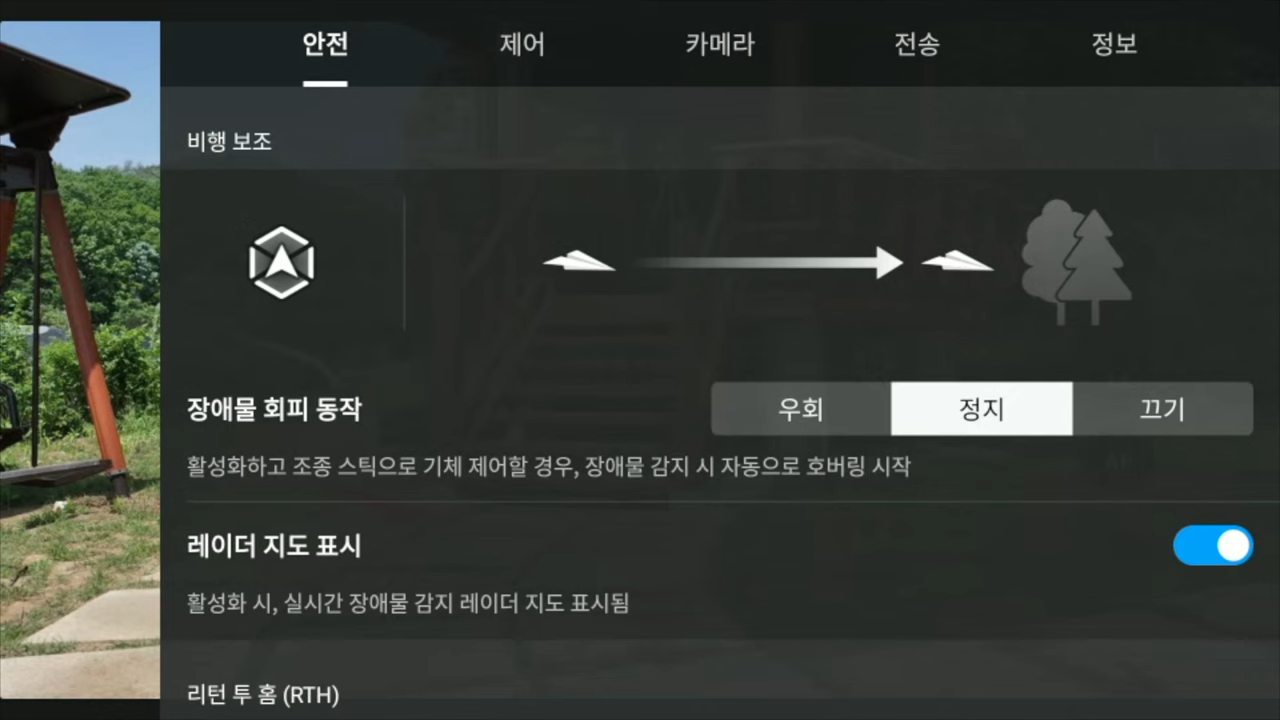 안전 제어 카메라 전송 정보
비행 보조
장애물 회피 동작 우회 정지 끄기
활성화하고 조종 스틱으로 기체 제어할 경우, 장애물 감지 시 자동으로 호버링 시작
레이더 지도 표시
활성화 시, 실시간 장애물 감지 레이더 지도 표시됨
리턴 투 홈 (RTH)